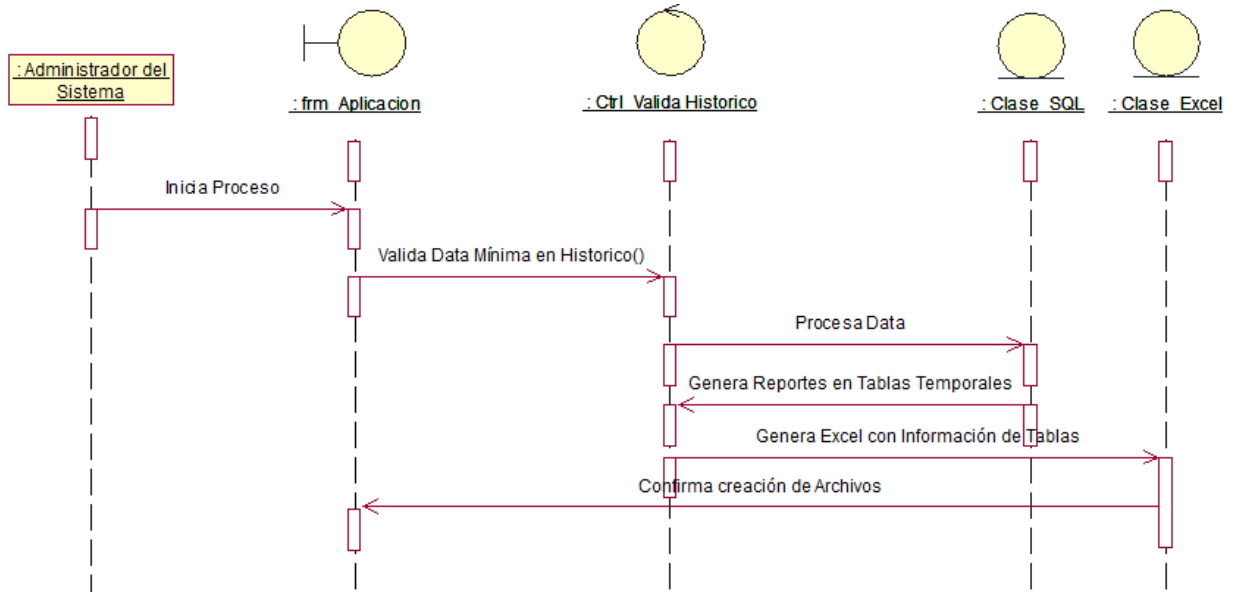 : Administrador del
Sistema
: frm_Aplicacion
: Ctrl_Valida Historico
: Clase_SQL
: Clase_Excel
Inicia Proceso
Valida Data Mínima en Historico()
Procesa Data
Genera Reportes en Tablas Temporales
Genera Excel con Información de Tablas
Confirma creación de Archivos